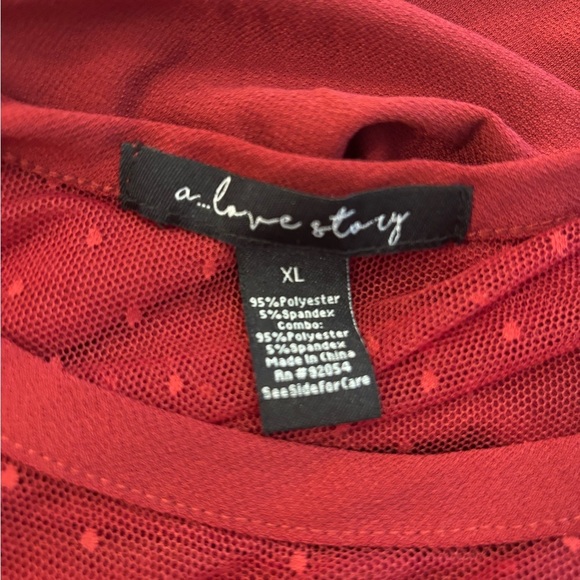 a...love story
XL
95%Polyester
5%Spandex
Combo:
95%Polyester
5%Spandex
Made In China
Rn #92054
SeeSideForCare